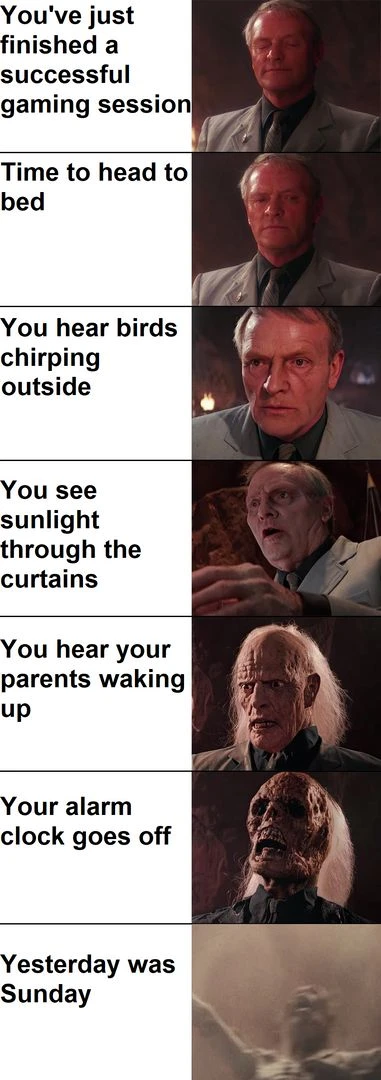 You've just
finished a
successful
gaming session
Time to head to
bed
You hear birds
chirping
outside
You see
sunlight
through the
curtains
You hear your
parents waking
up
Your alarm
clock goes off
Yesterday was
Sunday